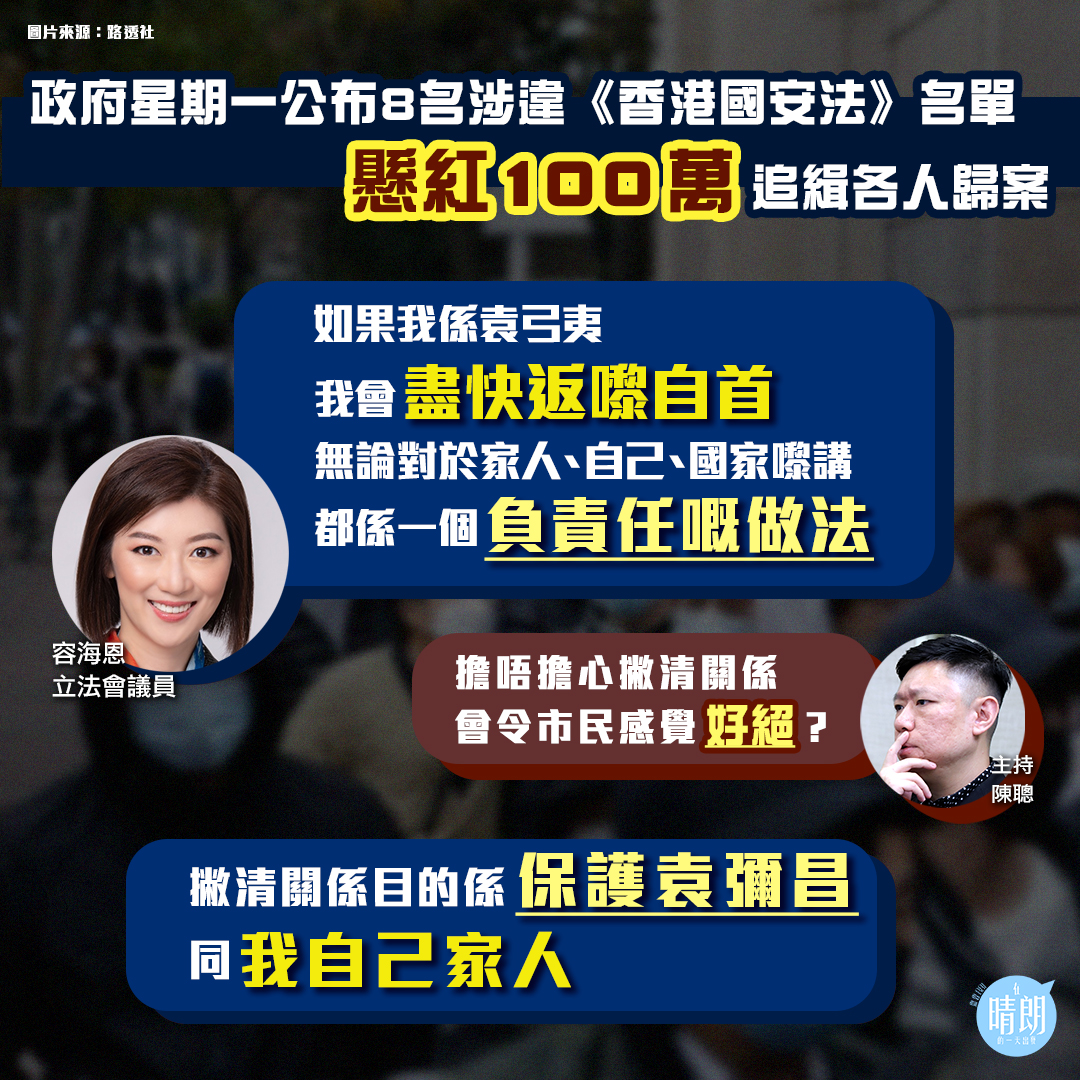 圖片來源：路透社
政府星期一公布8名涉違《香港國安法》名單
懸紅100萬追緝各人歸案
如果我係袁弓夷
我會盡快返嚟自首
無論對於家人、自己、國家嚟講
都係一個負責任嘅做法
容海恩
立法會議員
擔唔擔心撇清關係
會令市民感覺好絕？
主持
陳聰
撇清關係目的係保護袁彌昌
同我自己家人
在
晴朗
的一天出發